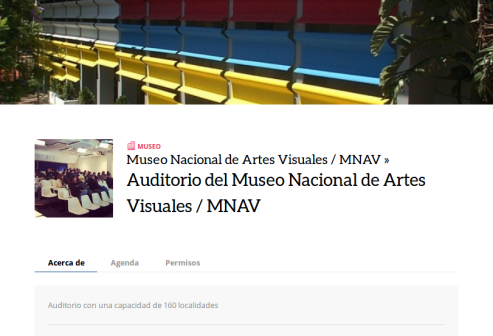 MUSEO
Museo Nacional de Artes Visuales / MNAV »
Auditorio del Museo Nacional de Artes
Visuales / MNAV
Acerca de Agenda Permisos
Auditorio con una capacidad de 160 localidades